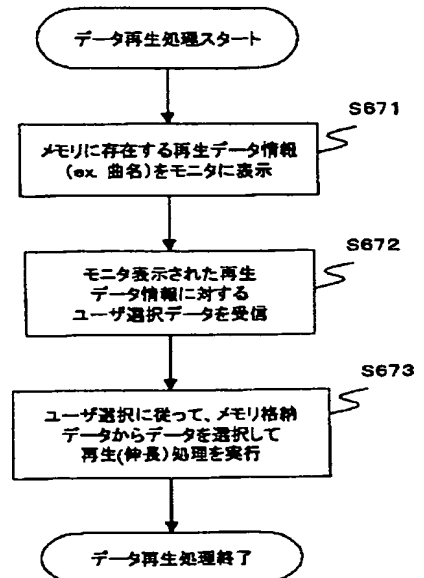 データ再生処理スタート
S671
メモリに存在する再生データ情報
(ex. 曲名)をモニタに表示
S672
モニタ表示された再生
データ情報に対する
ユーザ選択データを受信
S673
ユーザ選択に従って、メモリ格納
データからデータを選択して
再生(伸長)処理を実行
データ再生処理終了